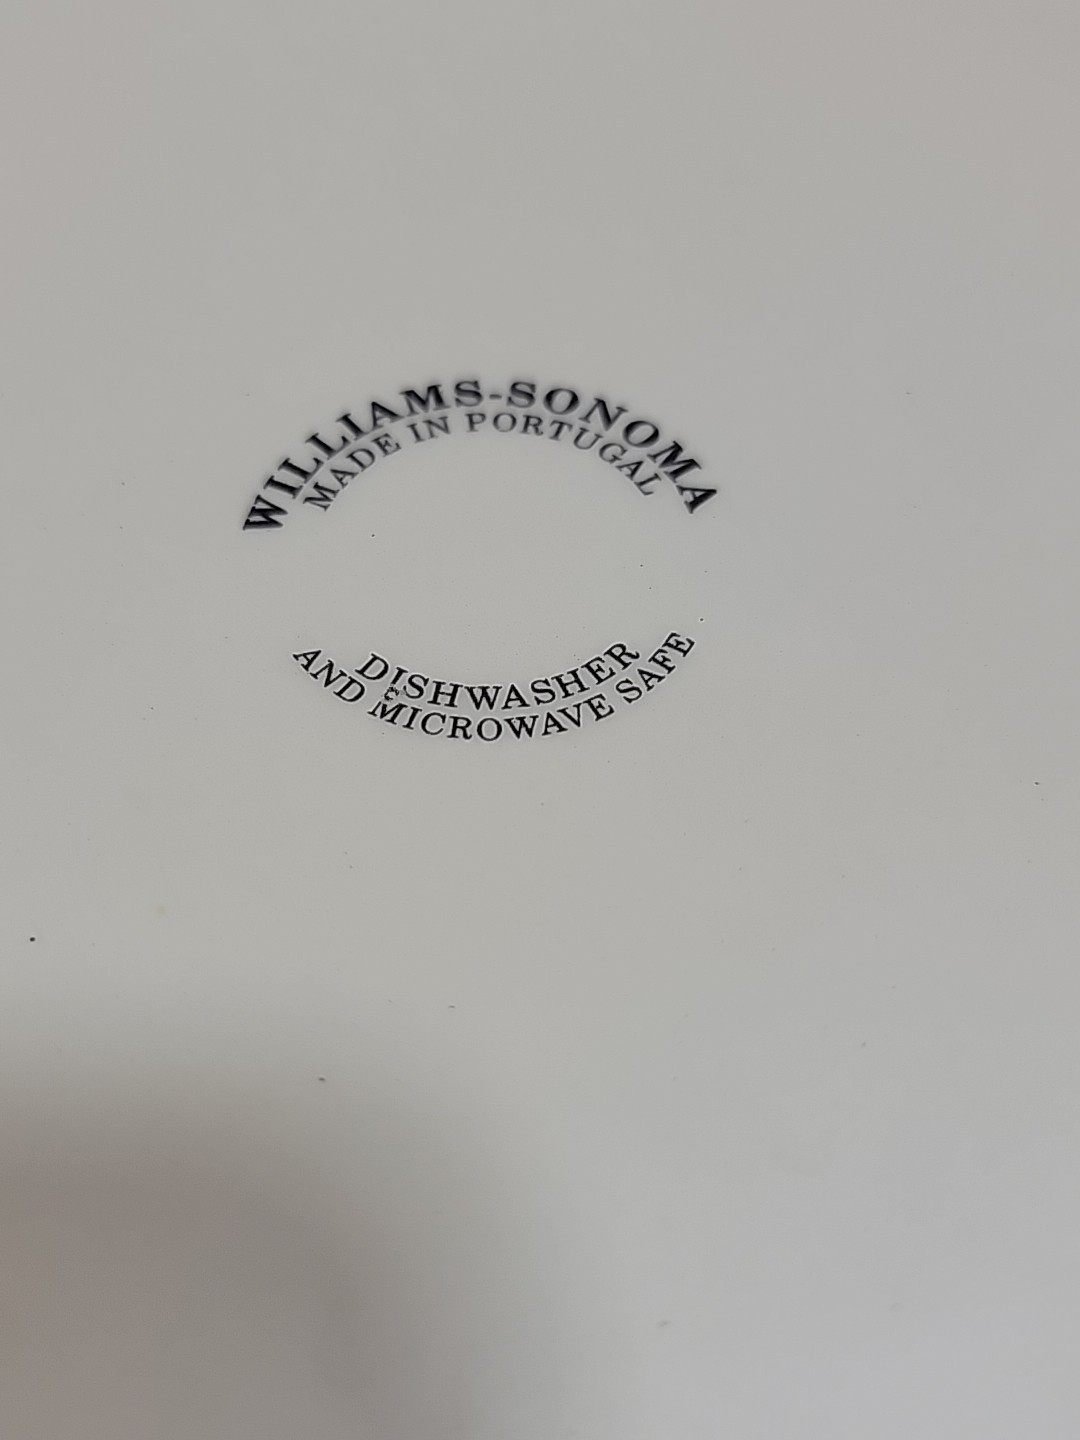 WILLIAMS-SONOMA
MADE IN PORTUGAL
DISHWASHER
AND MICROWAVE SAFE